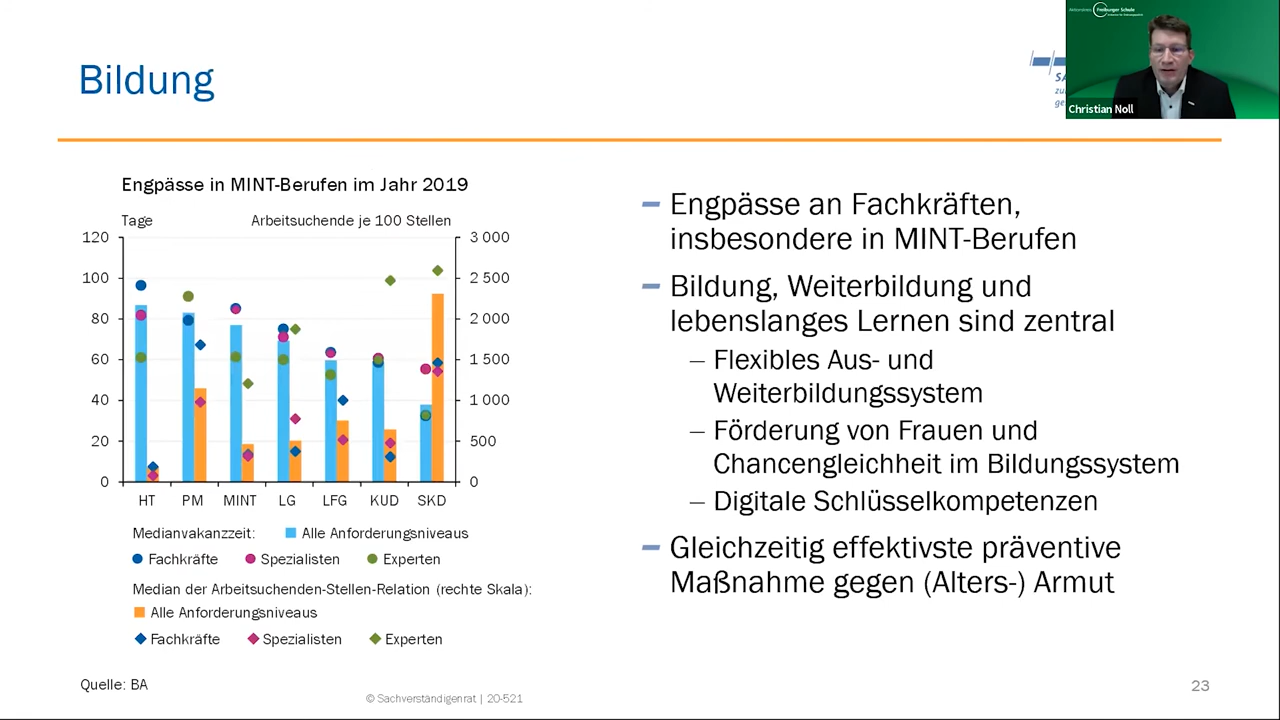 Bildung
Aktionskreis Freiburger Schule
Christian Noll
Engpässe in MINT-Berufen im Jahr 2019
Tage Arbeitsuchende je 100 Stellen
120 3 000
100 2 500
80 2 000
60 1 500
40 1 000
20 500
0 0
HT PM MINT LG LFG KUD SKD
Medianvakanzzeit: Alle Anforderungsniveaus
Fachkräfte Spezialisten Experten
Median der Arbeitsuchenden-Stellen-Relation (rechte Skala):
Alle Anforderungsniveaus
Fachkräfte Spezialisten Experten
Quelle: BA
© Sachverständigenrat | 20-521
– Engpässe an Fachkräften,
insbesondere in MINT-Berufen
– Bildung, Weiterbildung und
lebenslanges Lernen sind zentral
– Flexibles Aus- und
Weiterbildungssystem
– Förderung von Frauen und
Chancengleichheit im Bildungssystem
– Digitale Schlüsselkompetenzen
– Gleichzeitig effektivste präventive
Maßnahme gegen (Alters-) Armut
23